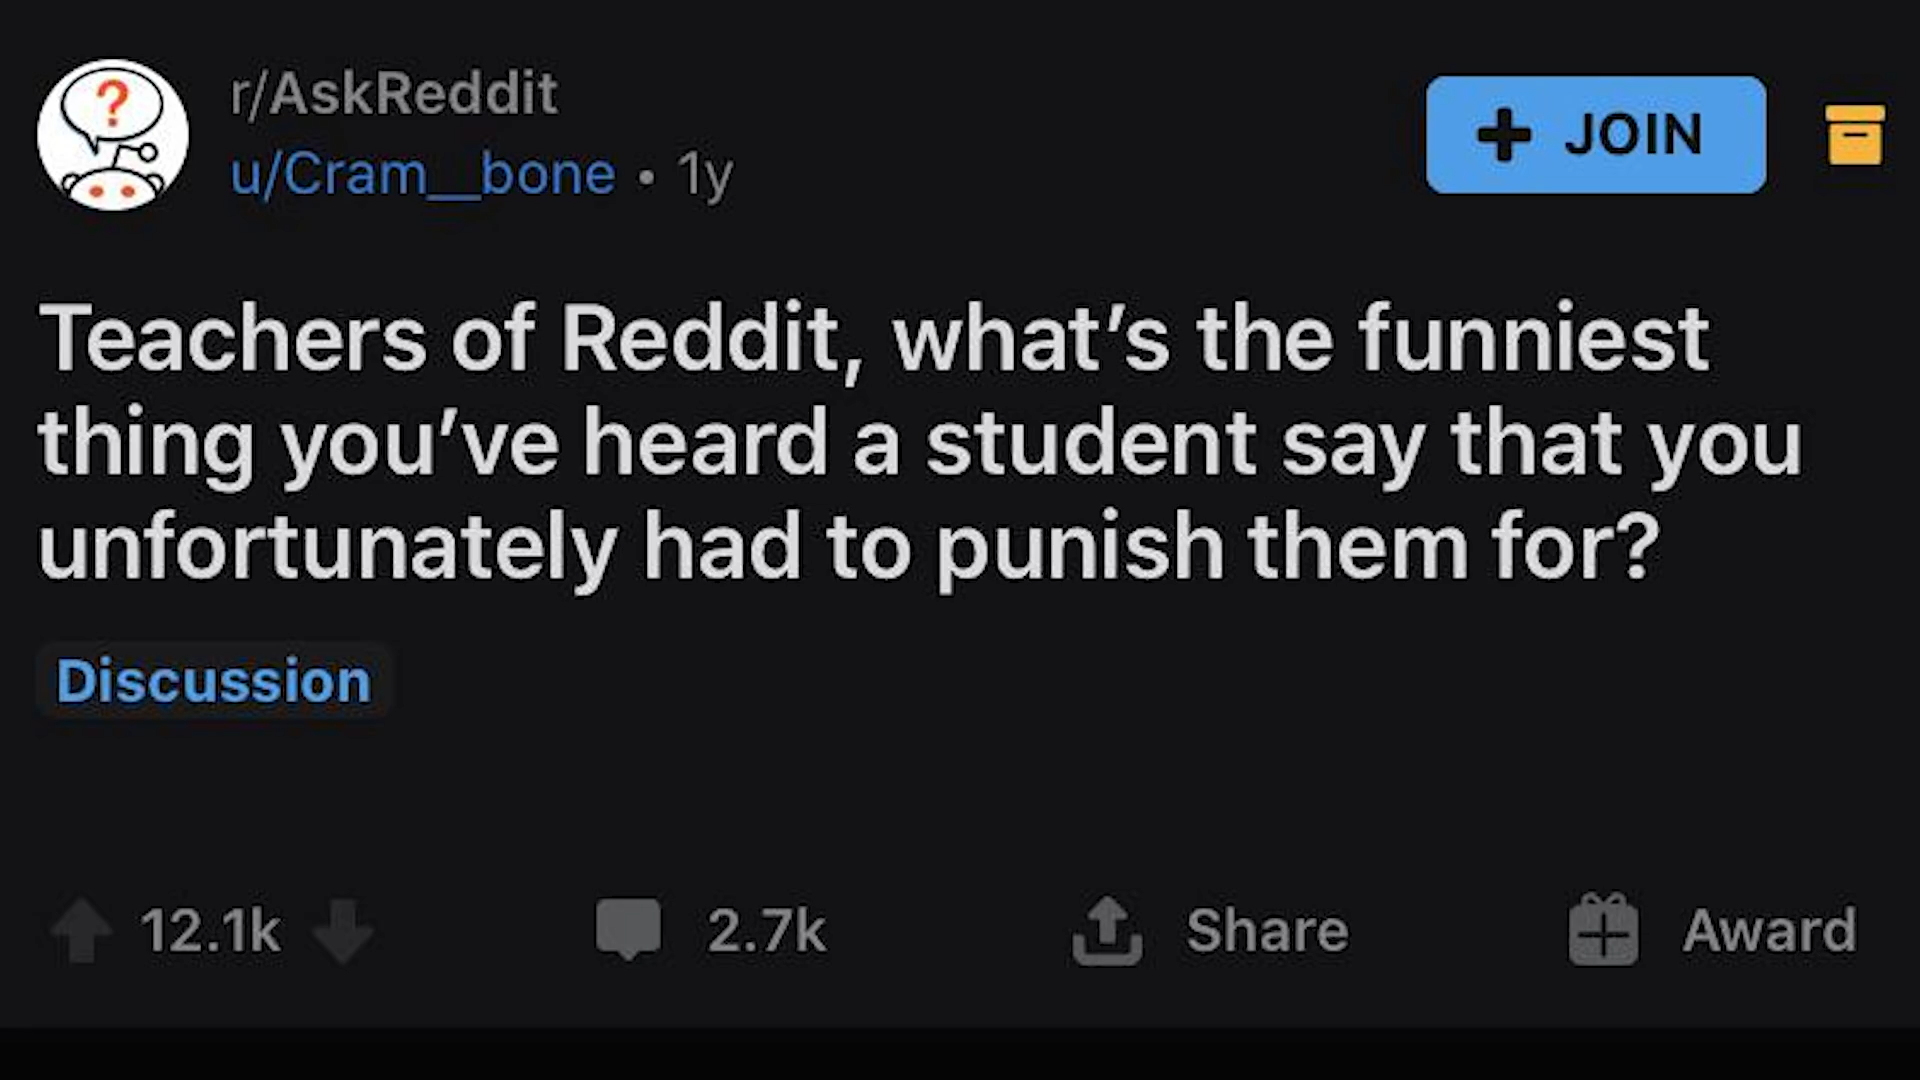 r/AskReddit
u/Cram__bone • 1y
JOIN
Teachers of Reddit, what’s the funniest
thing you’ve heard a student say that you
unfortunately had to punish them for?
Discussion
12.1k 2.7k Share Award